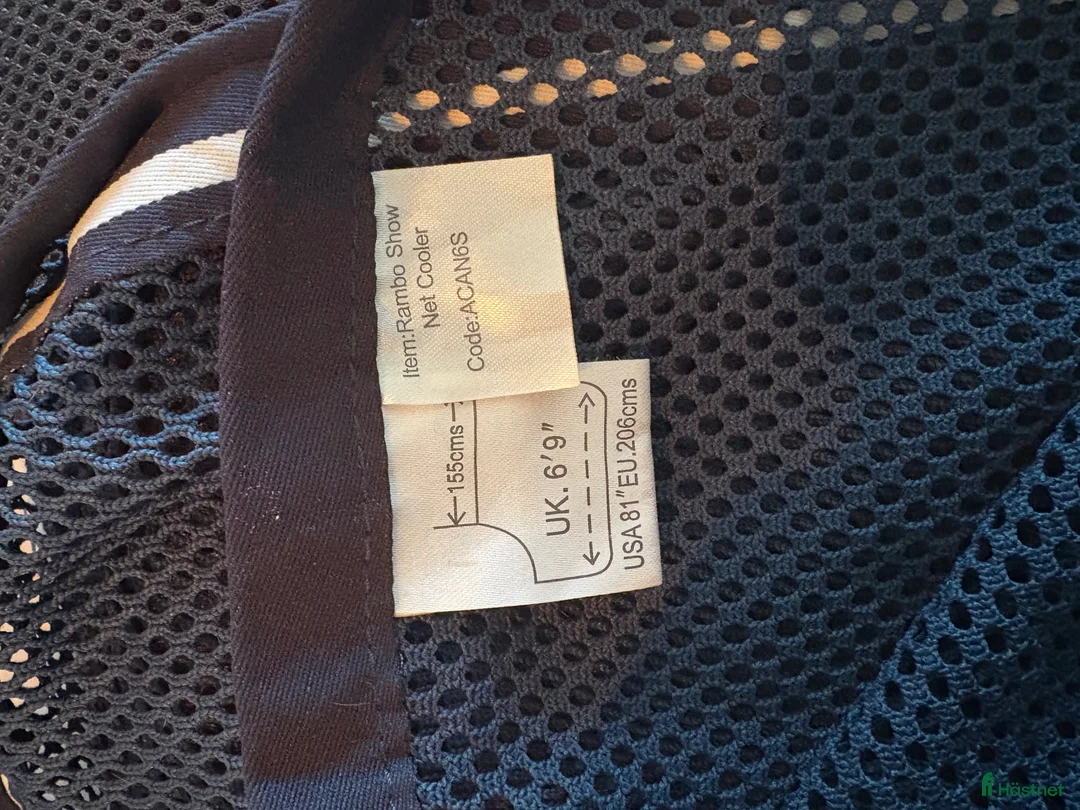 Item:Rambo Show
Net Cooler
Code:ACAN6S
155cms
UK. 6'9"
USA 81" EU.206cms
Hästnet